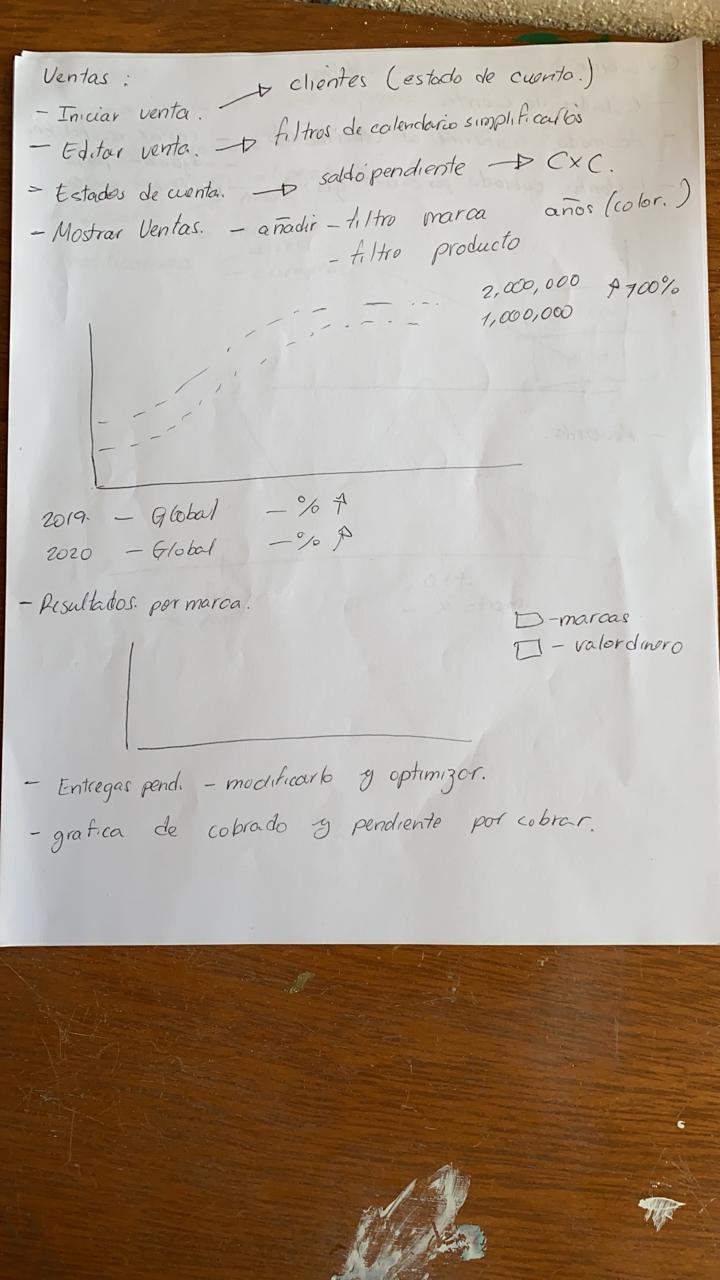 Ventas :
- Iniciar venta. → clientes (estado de cuenta.)
- Editar venta. → filtros de calendario simplificarlos
- Estados de cuenta. → saldo pendiente → CxC.
- Mostrar Ventas. - añadir - filtro marca años (color.)
- filtro producto
2,000,000 ↑ 100%
1,000,000
2019. - Global - % ↑
2020 - Global - % ↑
- Resultados. por marca.
- marcas
- valor dinero
- Entregas pend. - modificarlo y optimizar.
- grafica de cobrado y pendiente por cobrar.